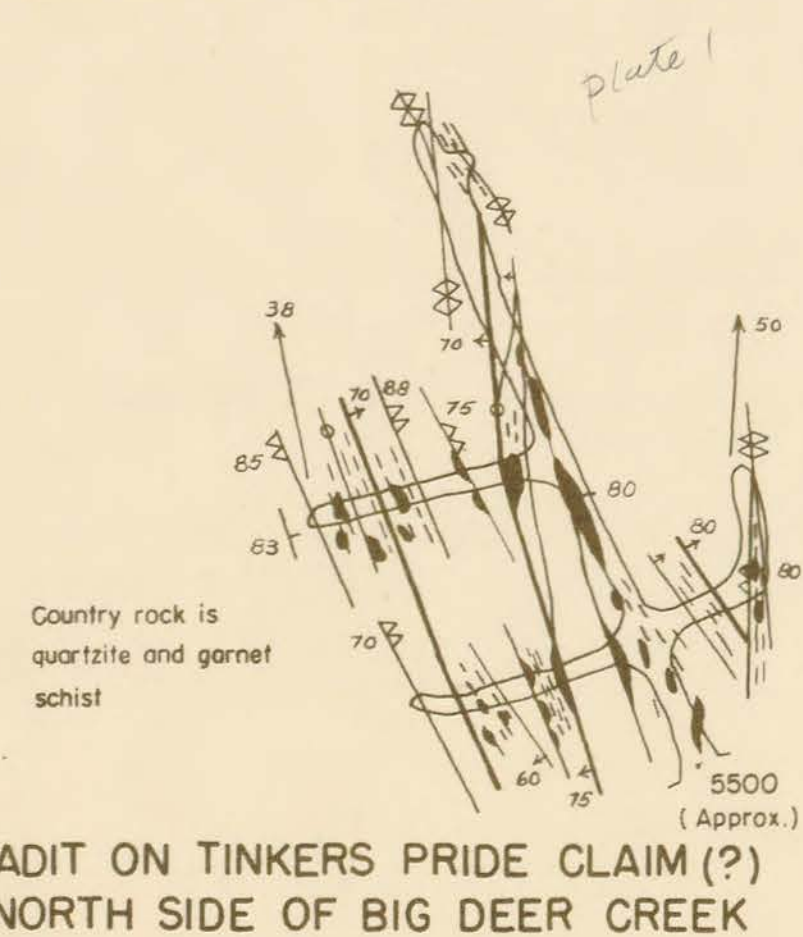 plate 1
38
50
70
70
88
75
85
80
80
83
80
Country rock is
quartzite and garnet
schist
70
60
75
5500
(Approx.)
ADIT ON TINKERS PRIDE CLAIM (?)
NORTH SIDE OF BIG DEER CREEK